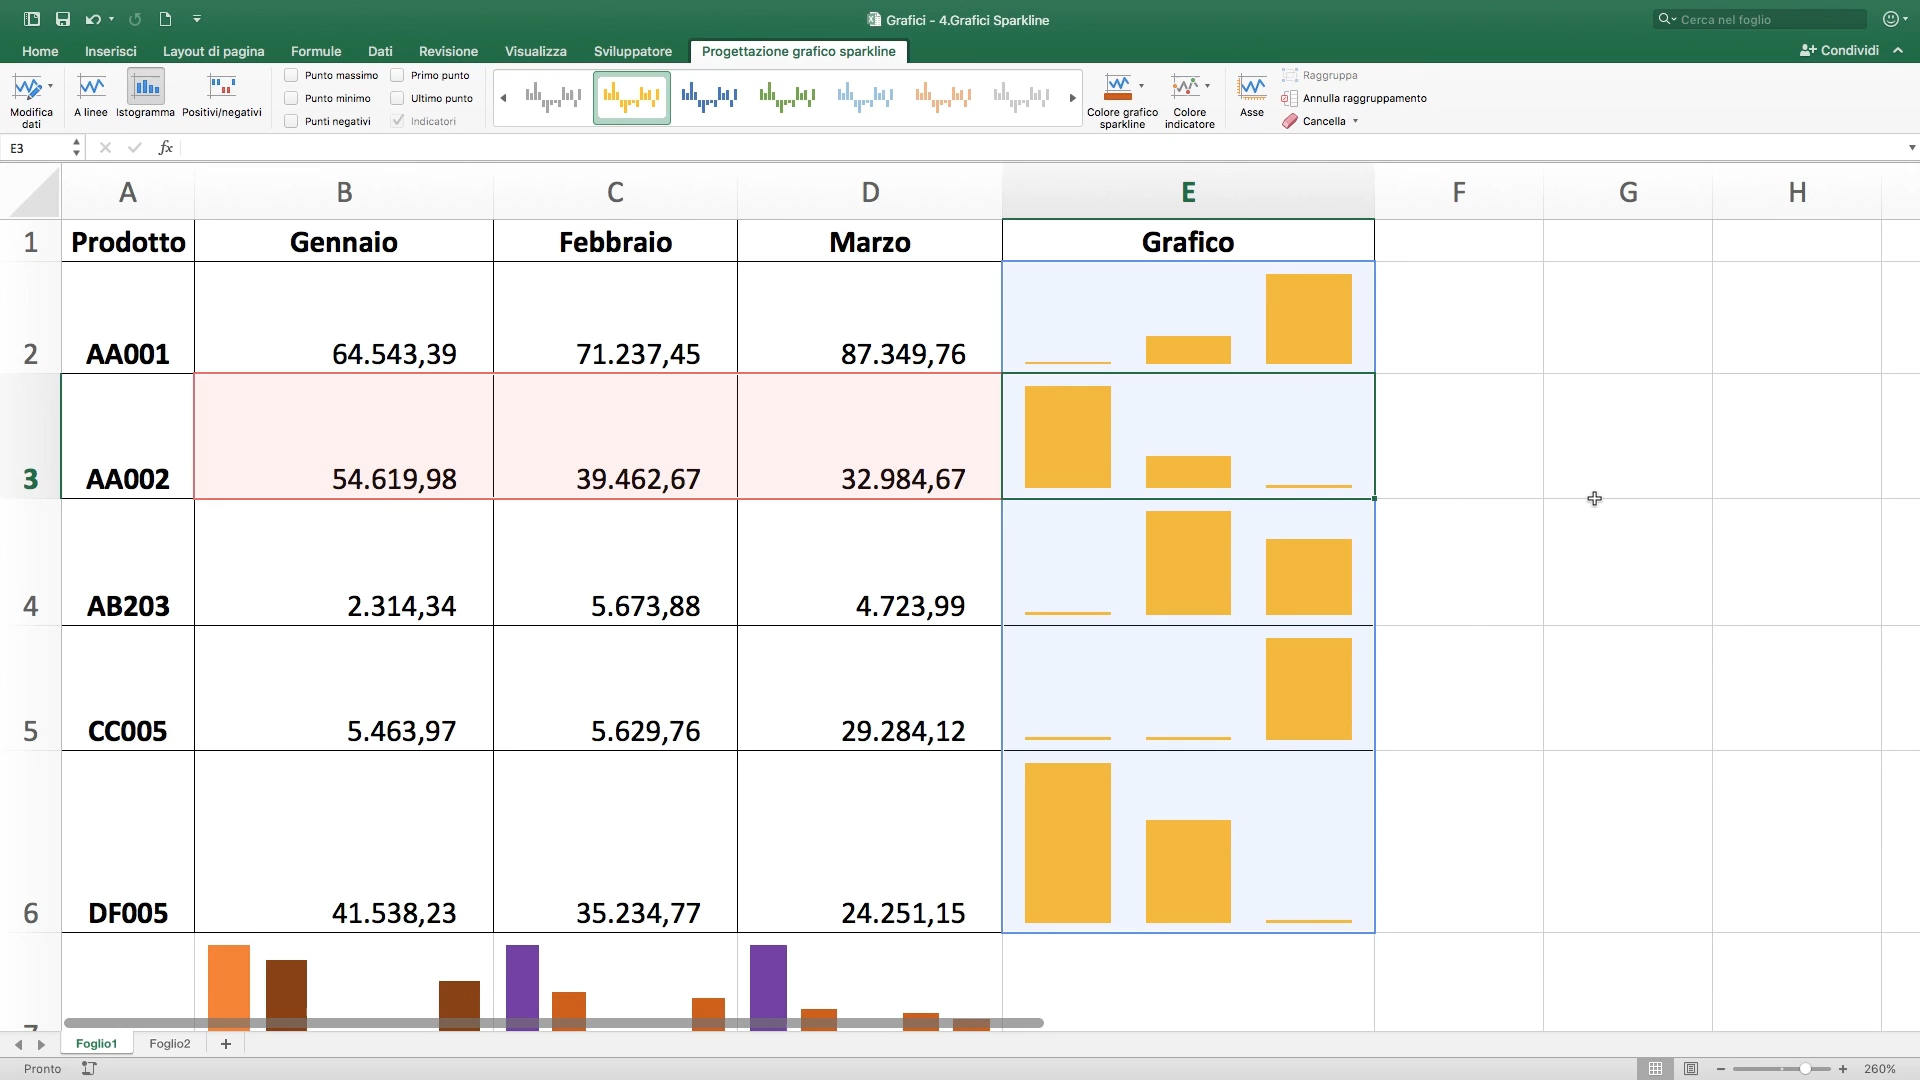 Grafici - 4.Grafici Sparkline
Cerca nel foglio
Home Inserisci Layout di pagina Formule Dati Revisione Visualizza Sviluppatore Progettazione grafico sparkline
Condividi
Modifica dati
A linee
Istogramma
Positivi/negativi
Punto massimo
Punto minimo
Punti negativi
Primo punto
Ultimo punto
Indicatori
Colore grafico sparkline
Colore indicatore
Asse
Raggruppa
Annulla raggruppamento
Cancella
E3 fx
A B C D E F G H
1 Prodotto Gennaio Febbraio Marzo Grafico
2 AA001 64.543,39 71.237,45 87.349,76
3 AA002 54.619,98 39.462,67 32.984,67
4 AB203 2.314,34 5.673,88 4.723,99
5 CC005 5.463,97 5.629,76 29.284,12
6 DF005 41.538,23 35.234,77 24.251,15
7
Foglio1 Foglio2 +
Pronto
260%